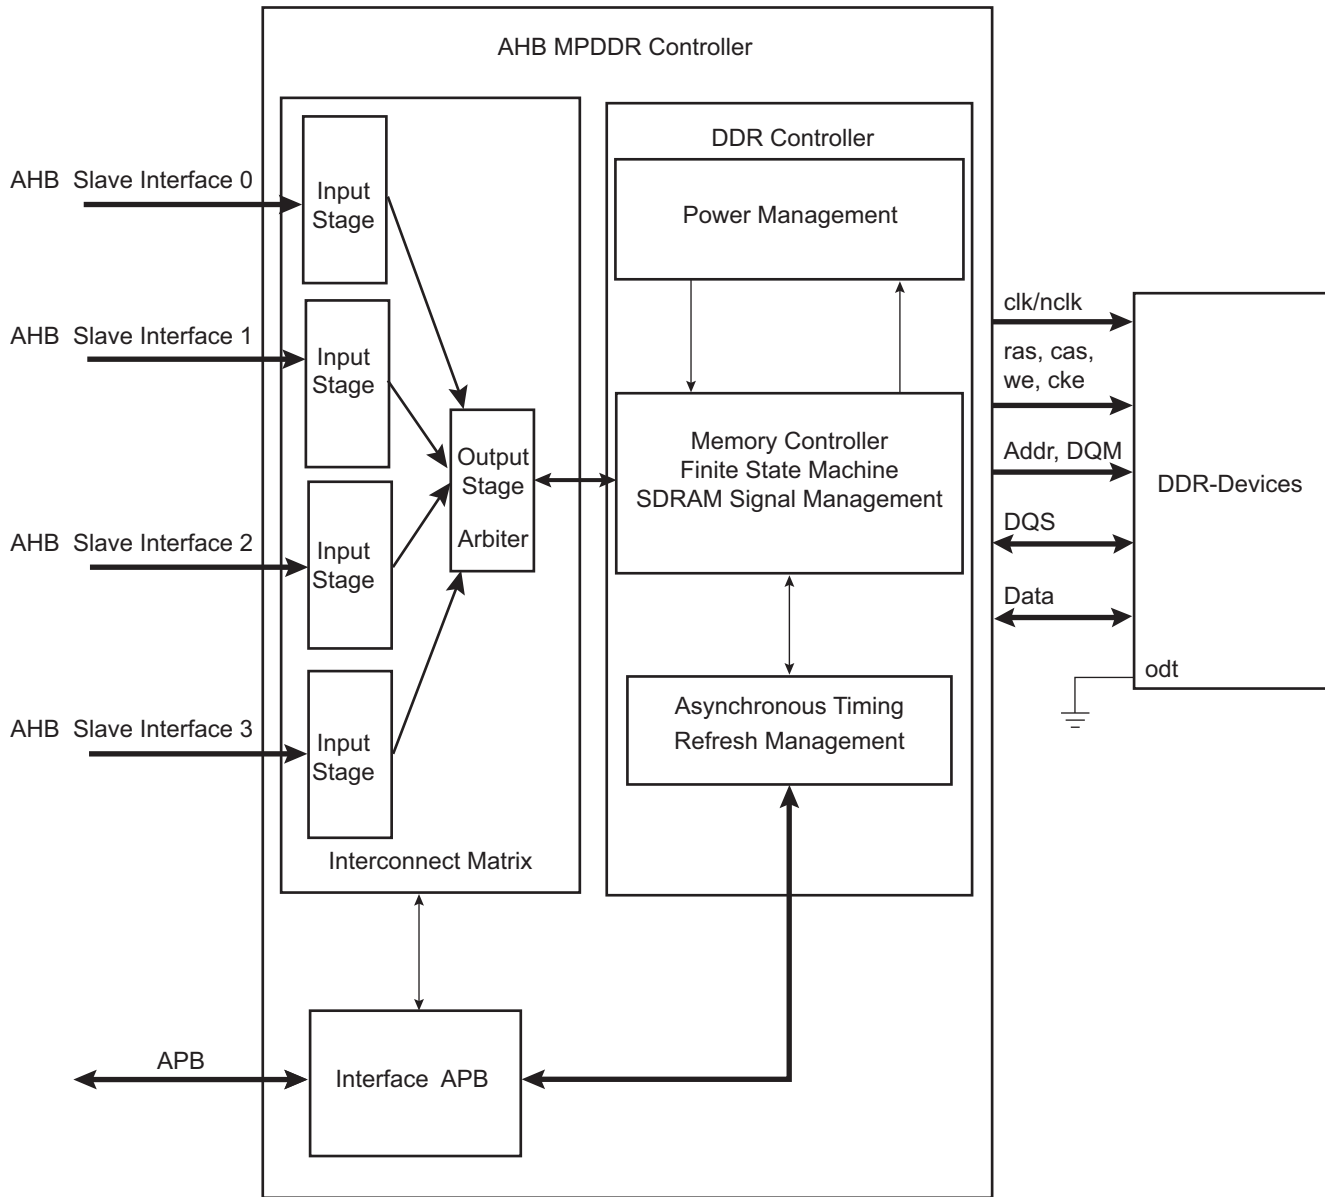 AHB MPDDR Controller
AHB  Slave Interface 0
Input
Stage
AHB  Slave Interface 1
Input
Stage
AHB  Slave Interface 2
Input
Stage
AHB  Slave Interface 3
Input
Stage
Output
Stage
Arbiter
Interconnect Matrix
DDR Controller
Power Management
Memory Controller
Finite State Machine
SDRAM Signal Management
Asynchronous Timing
Refresh Management
clk/nclk
ras, cas,
we, cke
Addr, DQM
DQS
Data
DDR-Devices
odt
APB
Interface  APB